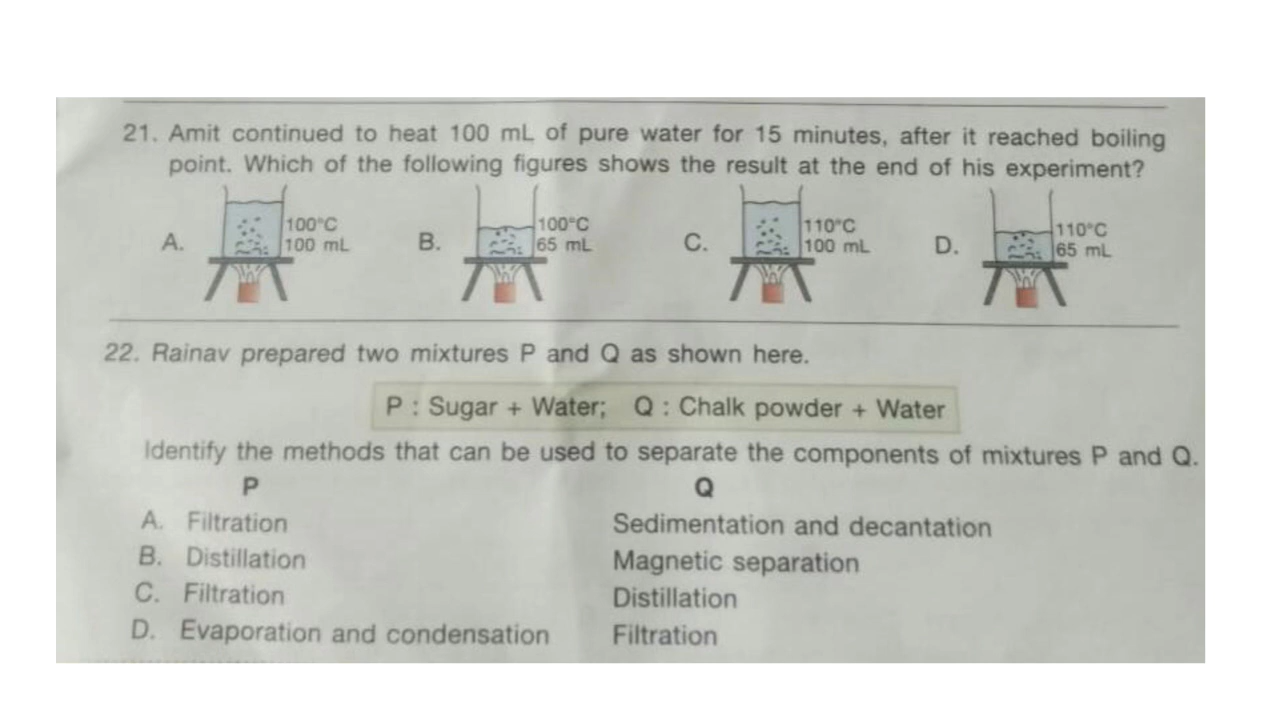 21. Amit continued to heat 100 mL of pure water for 15 minutes, after it reached boiling
point. Which of the following figures shows the result at the end of his experiment?
A. 100°C 100 mL B. 100°C 65 mL C. 110°C 100 mL D. 110°C 65 mL
22. Rainav prepared two mixtures P and Q as shown here.
P : Sugar + Water; Q : Chalk powder + Water
Identify the methods that can be used to separate the components of mixtures P and Q.
P Q
A. Filtration Sedimentation and decantation
B. Distillation Magnetic separation
C. Filtration Distillation
D. Evaporation and condensation Filtration